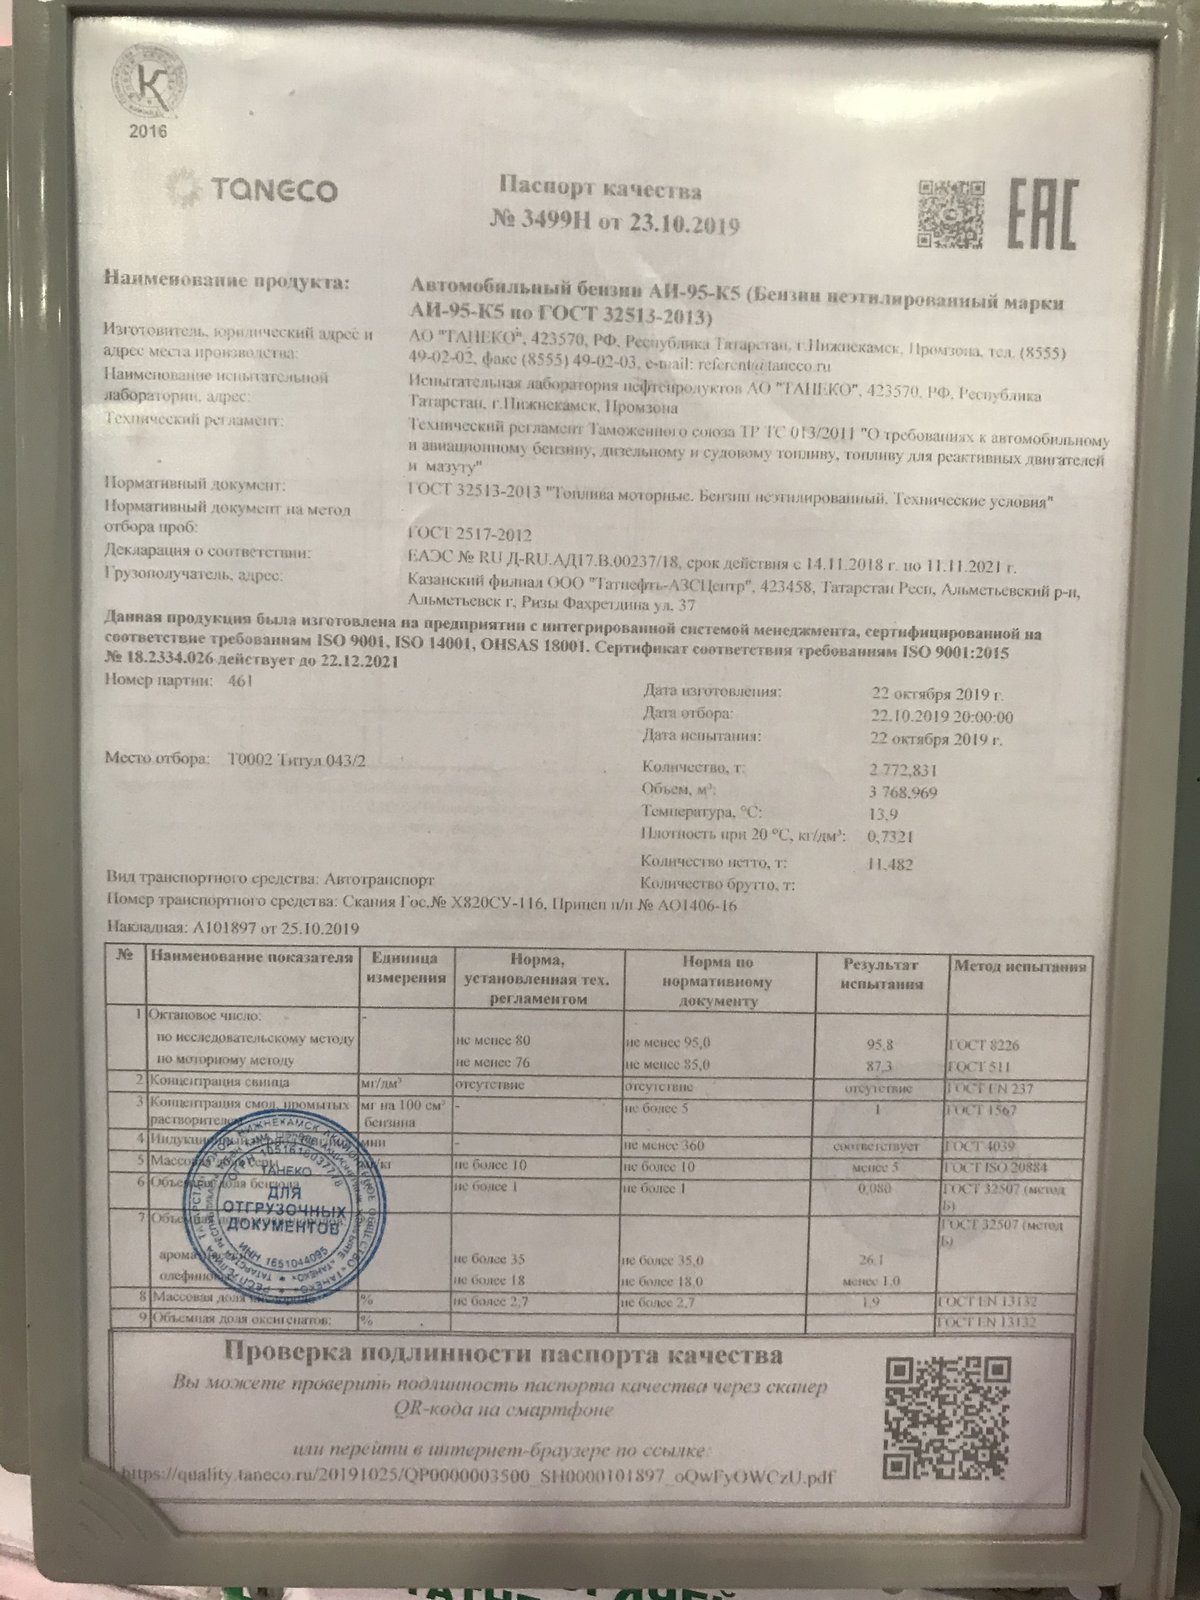 К
2016
TANECO
Паспорт качества
№ 3499Н от 23.10.2019
EAC
Наименование продукта:
Автомобильный бензин АИ-95-К5 (Бензин неэтилированный марки
АИ-95-К5 по ГОСТ 32513-2013)
Изготовитель, юридический адрес и
адрес места производства:
АО "ТАНЕКО", 423570, РФ, Республика Татарстан, г.Нижнекамск, Промзона, тел. (8555)
49-02-02, факс (8555) 49-02-03, e-mail: referent@taneco.ru
Наименование испытательной
лаборатории, адрес:
Испытательная лаборатория нефтепродуктов АО "ТАНЕКО", 423570, РФ, Республика
Татарстан, г.Нижнекамск, Промзона
Технический регламент:
Технический регламент Таможенного союза ТР ТС 013/2011 "О требованиях к автомобильному
и авиационному бензину, дизельному и судовому топливу, топливу для реактивных двигателей
и мазуту"
Нормативный документ:
ГОСТ 32513-2013 "Топлива моторные. Бензин неэтилированный. Технические условия"
Нормативный документ на метод
отбора проб:
ГОСТ 2517-2012
Декларация о соответствии:
ЕАЭС № RU Д-RU.АД17.В.00237/18, срок действия с 14.11.2018 г. по 11.11.2021 г.
Грузополучатель, адрес:
Казанский филиал ООО "Татнефть-АЗСЦентр", 423458, Татарстан Респ, Альметьевский р-н,
Альметьевск г, Ризы Фахретдина ул. 37
Данная продукция была изготовлена на предприятии с интегрированной системой менеджмента, сертифицированной на
соответствие требованиям ISO 9001, ISO 14001, OHSAS 18001. Сертификат соответствия требованиям ISO 9001:2015
№ 18.2334.026 действует до 22.12.2021
Номер партии: 461
Дата изготовления: 22 октября 2019 г.
Дата отбора: 22.10.2019 20:00:00
Дата испытания: 22 октября 2019 г.
Место отбора: Т0002 Титул 043/2
Количество, т: 2 772,831
Объем, м³: 3 768,969
Температура, °С: 13,9
Плотность при 20 °С, кг/дм³: 0,7321
Количество нетто, т: 11,482
Количество брутто, т:
Вид транспортного средства: Автотранспорт
Номер транспортного средства: Скания Гос.№ Х820СУ-116, Прицеп п/п № АО1406-16
Накладная: А101897 от 25.10.2019
№ Наименование показателя Единица измерения Норма, установленная тех. регламентом Норма по нормативному документу Результат испытания Метод испытания
1 Октановое число: -
по исследовательскому методу не менее 80 не менее 95,0 95,8 ГОСТ 8226
по моторному методу не менее 76 не менее 85,0 87,3 ГОСТ 511
2 Концентрация свинца мг/дм³ отсутствие отсутствие отсутствие ГОСТ EN 237
3 Концентрация смол, промытых растворителем мг на 100 см³ бензина - не более 5 1 ГОСТ 1567
4 мин - не менее 360 соответствует ГОСТ 4039
5 не более 10 не более 10 менее 5 ГОСТ ISO 20884
6 Объемная доля бензола не более 1 не более 1 0,080 ГОСТ 32507 (метод Б)
7 ГОСТ 32507 (метод Б)
не более 35 не более 35,0 26,1
не более 18 не более 18,0 менее 1,0
8 Массовая доля % не более 2,7 не более 2,7 1,9 ГОСТ EN 13132
9 Объемная доля оксигенатов: % ГОСТ EN 13132
ТАНЕКО
ДЛЯ
ОТГРУЗОЧНЫХ
ДОКУМЕНТОВ
ИНН 1651044095
Проверка подлинности паспорта качества
Вы можете проверить подлинность паспорта качества через сканер
QR-кода на смартфоне
или перейти в интернет-браузере по ссылке:
https://quality.taneco.ru/20191025/QP0000003500_SH0000101897_oQwFyOWCzU.pdf